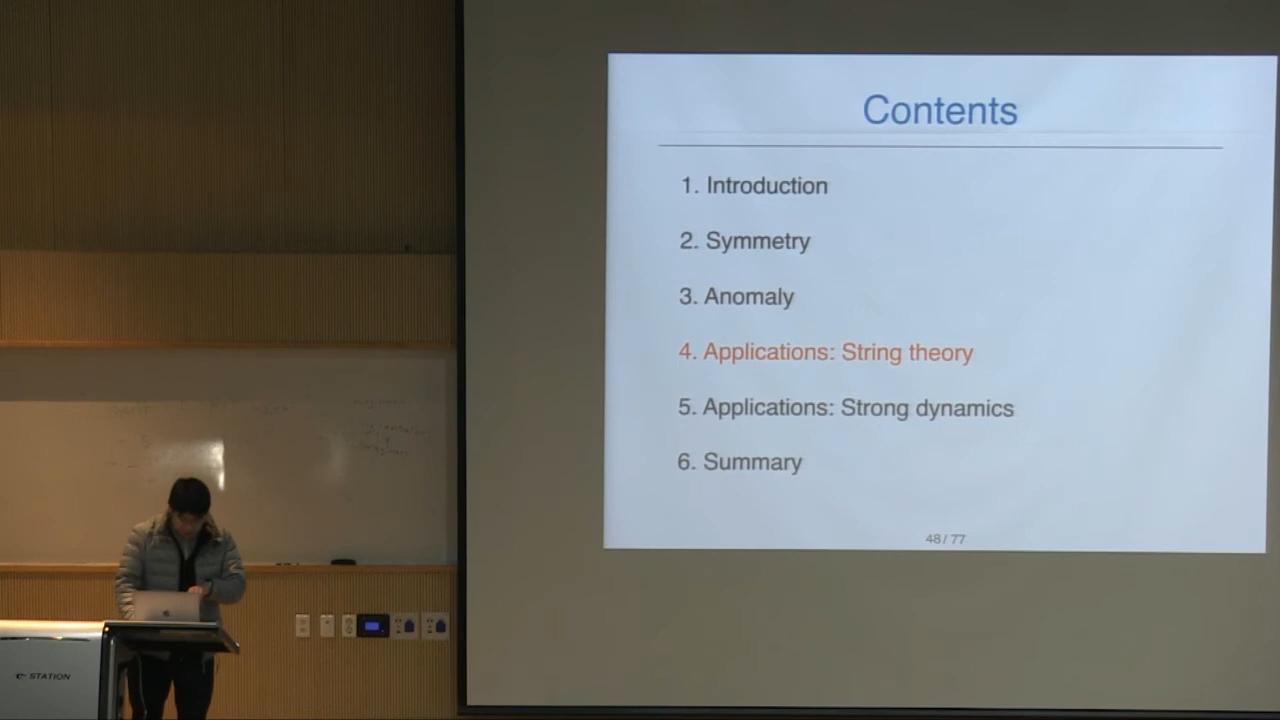 Contents
1. Introduction
2. Symmetry
3. Anomaly
4. Applications: String theory
5. Applications: Strong dynamics
6. Summary
48 / 77
STATION